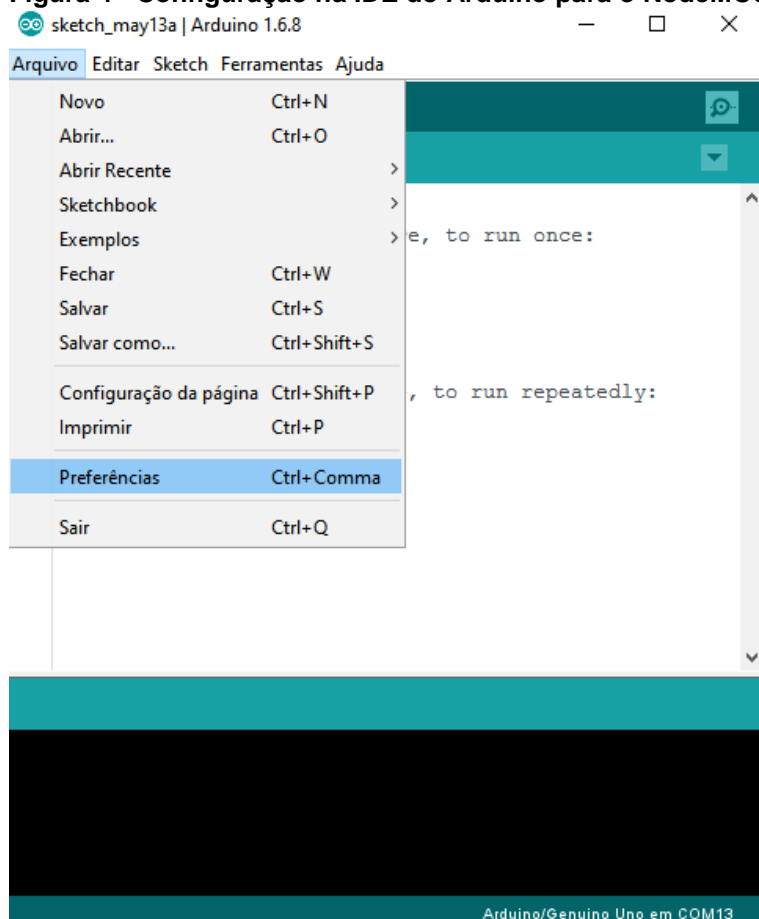 sketch_may13a | Arduino 1.6.8
Arquivo Editar Sketch Ferramentas Ajuda
Novo Ctrl+N
Abrir... Ctrl+O
Abrir Recente >
Sketchbook >
Exemplos >
e, to run once:
Fechar Ctrl+W
Salvar Ctrl+S
Salvar como... Ctrl+Shift+S
Configuração da página Ctrl+Shift+P
, to run repeatedly:
Imprimir Ctrl+P
Preferências Ctrl+Comma
Sair Ctrl+Q
Arduino/Genuino Uno em COM13